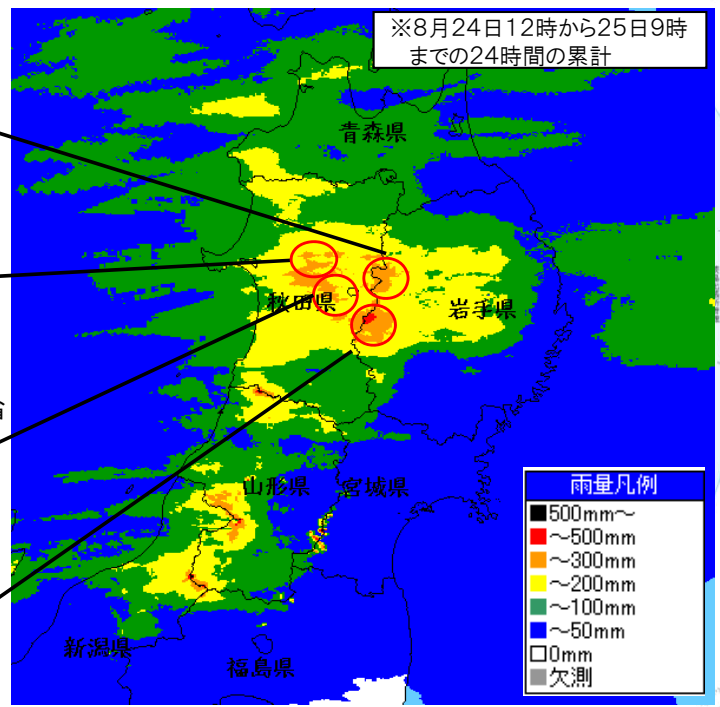 ※8月24日12時から25日9時
までの24時間の累計
青森県
秋田県
岩手県
山形県
宮城県
新潟県
福島県
雨量凡例
500mm～
～500mm
～300mm
～200mm
～100mm
～50mm
0mm
欠測